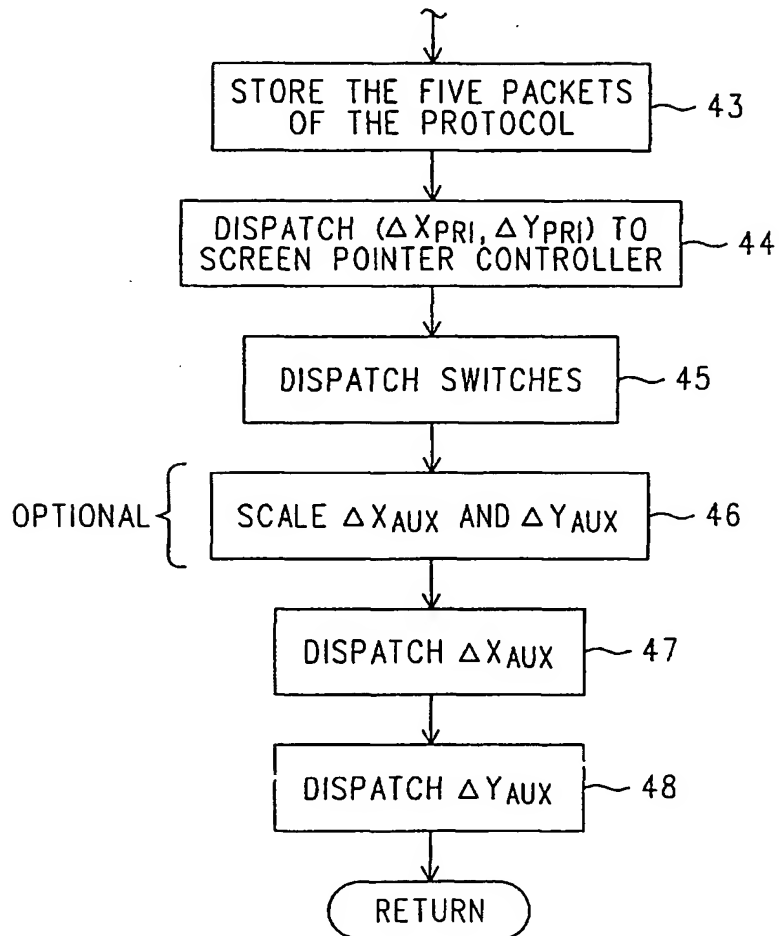 STORE THE FIVE PACKETS
OF THE PROTOCOL
43
DISPATCH (ΔXPRI, ΔYPRI) TO
SCREEN POINTER CONTROLLER
44
DISPATCH SWITCHES
45
OPTIONAL
SCALE ΔXAUX AND ΔYAUX
46
DISPATCH ΔXAUX
47
DISPATCH ΔYAUX
48
RETURN